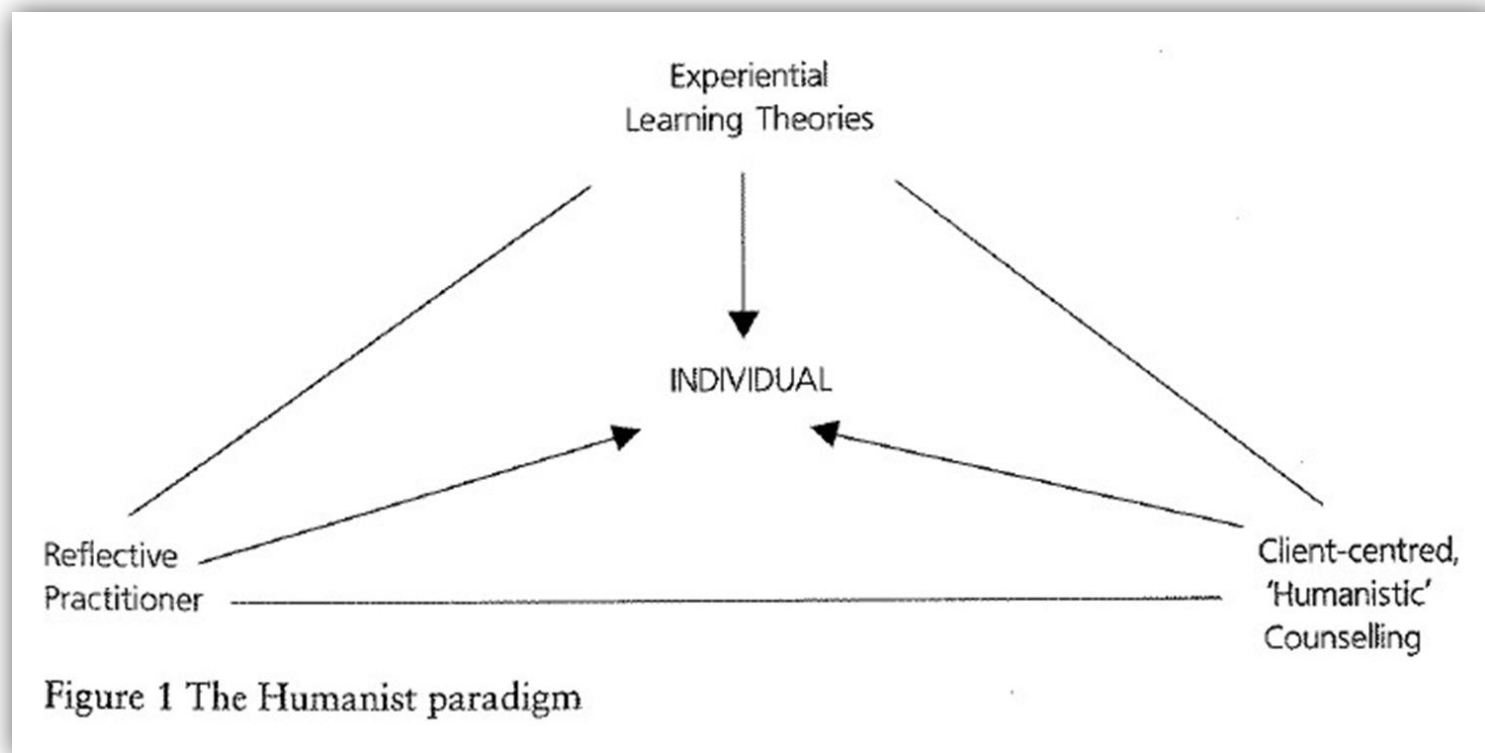 Experiential
Learning Theories
INDIVIDUAL
Reflective
Practitioner
Client-centred,
'Humanistic'
Counselling
Figure 1 The Humanist paradigm